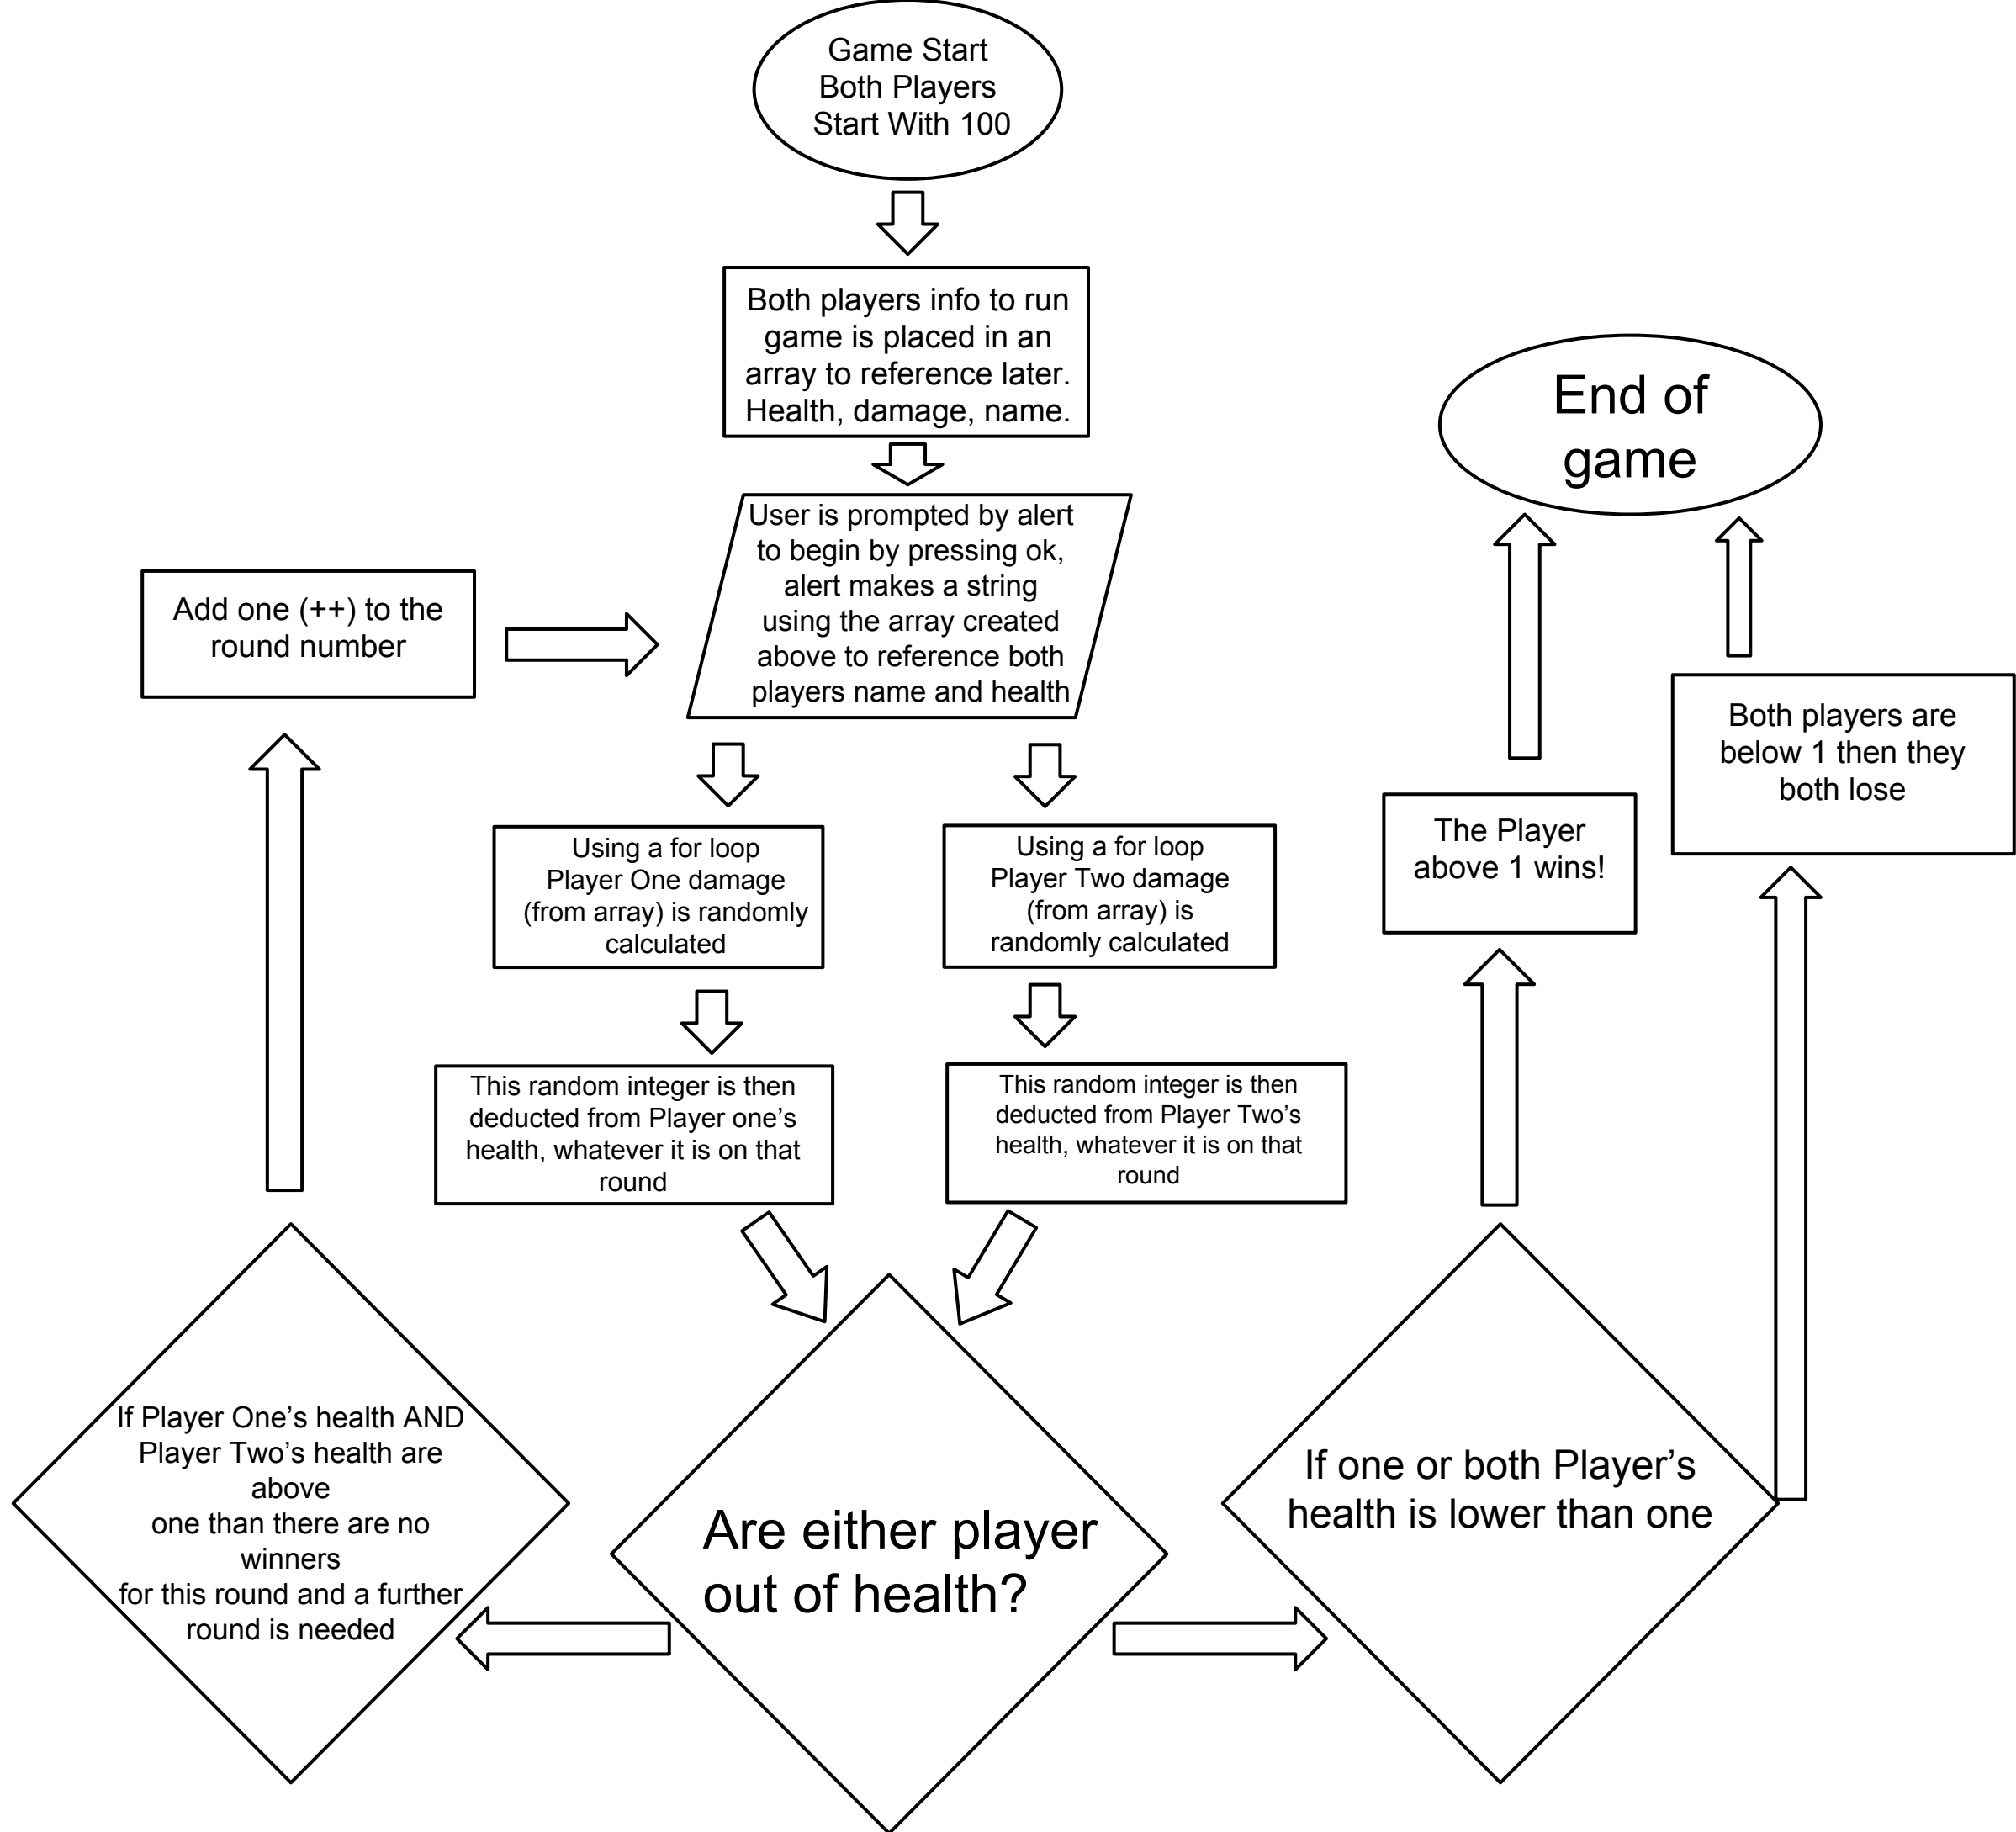 Game Start
Both Players
Start With 100
Both players info to run
game is placed in an
array to reference later.
Health, damage, name.
End of
game
User is prompted by alert
to begin by pressing ok,
alert makes a string
using the array created
above to reference both
players name and health
Add one (++) to the
round number
Both players are
below 1 then they
both lose
The Player
above 1 wins!
Using a for loop
Player One damage
(from array) is randomly
calculated
Using a for loop
Player Two damage
(from array) is
randomly calculated
This random integer is then
deducted from Player one’s
health, whatever it is on that
round
This random integer is then
deducted from Player Two’s
health, whatever it is on that
round
If Player One’s health AND
Player Two’s health are
above
one than there are no
winners
for this round and a further
round is needed
Are either player
out of health?
If one or both Player’s
health is lower than one